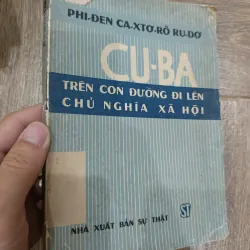 PHI-ĐEN CA-XTƠ-RÔ RU-DƠ
CU-BA
TRÊN CON ĐƯỜNG ĐI LÊN
CHỦ NGHĨA XÃ HỘI
NHÀ XUẤT BẢN SỰ THẬT
ST